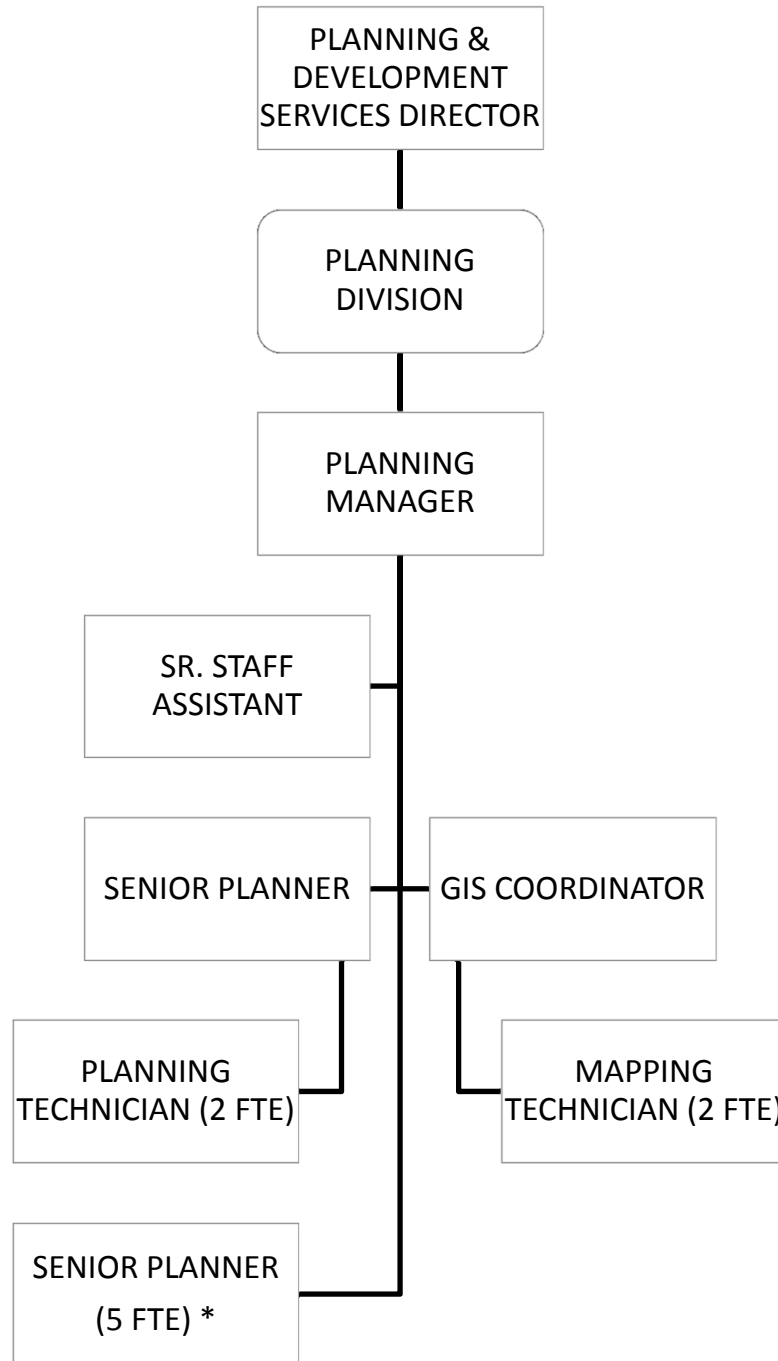 PLANNING &
DEVELOPMENT
SERVICES DIRECTOR
PLANNING
DIVISION
PLANNING
MANAGER
SR. STAFF
ASSISTANT
SENIOR PLANNER
GIS COORDINATOR
PLANNING
TECHNICIAN (2 FTE)
MAPPING
TECHNICIAN (2 FTE)
SENIOR PLANNER
(5 FTE) *